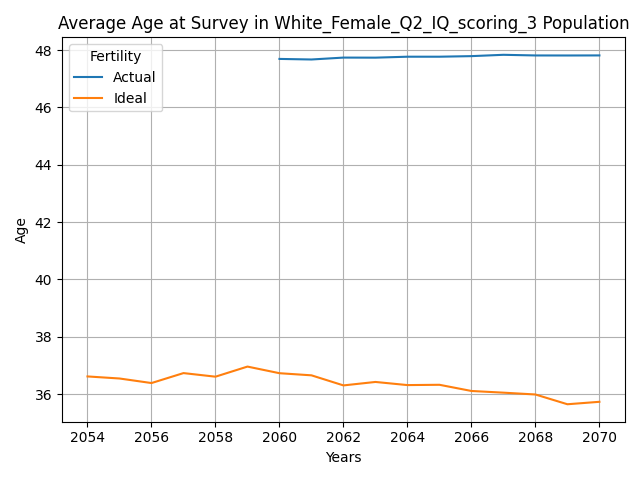 Average Age at Survey in White_Female_Q2_IQ_scoring_3 Population
Fertility
Actual
Ideal
Age
48
46
44
42
40
38
36
2054 2056 2058 2060 2062 2064 2066 2068 2070
Years